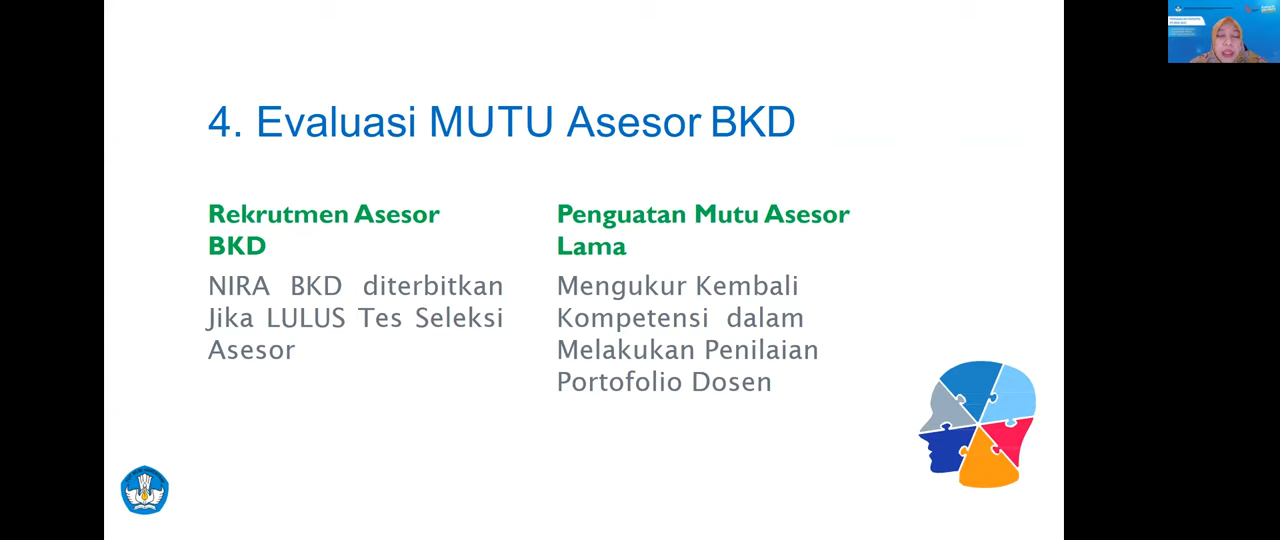 4. Evaluasi MUTU Asesor BKD
Rekrutmen Asesor
BKD
NIRA BKD diterbitkan
Jika LULUS Tes Seleksi
Asesor
Penguatan Mutu Asesor
Lama
Mengukur Kembali
Kompetensi dalam
Melakukan Penilaian
Portofolio Dosen